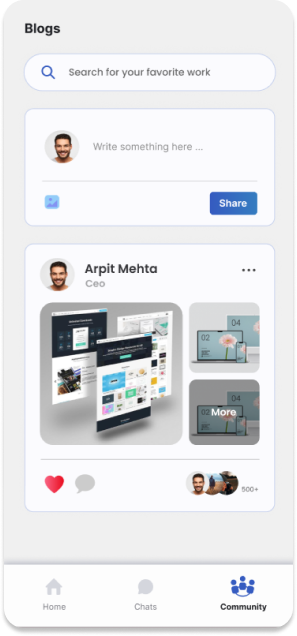 Blogs
Search for your favorite work
Write something here ...
Share
Arpit Mehta
Ceo
04
02
04
02
More
500+
Home
Chats
Community